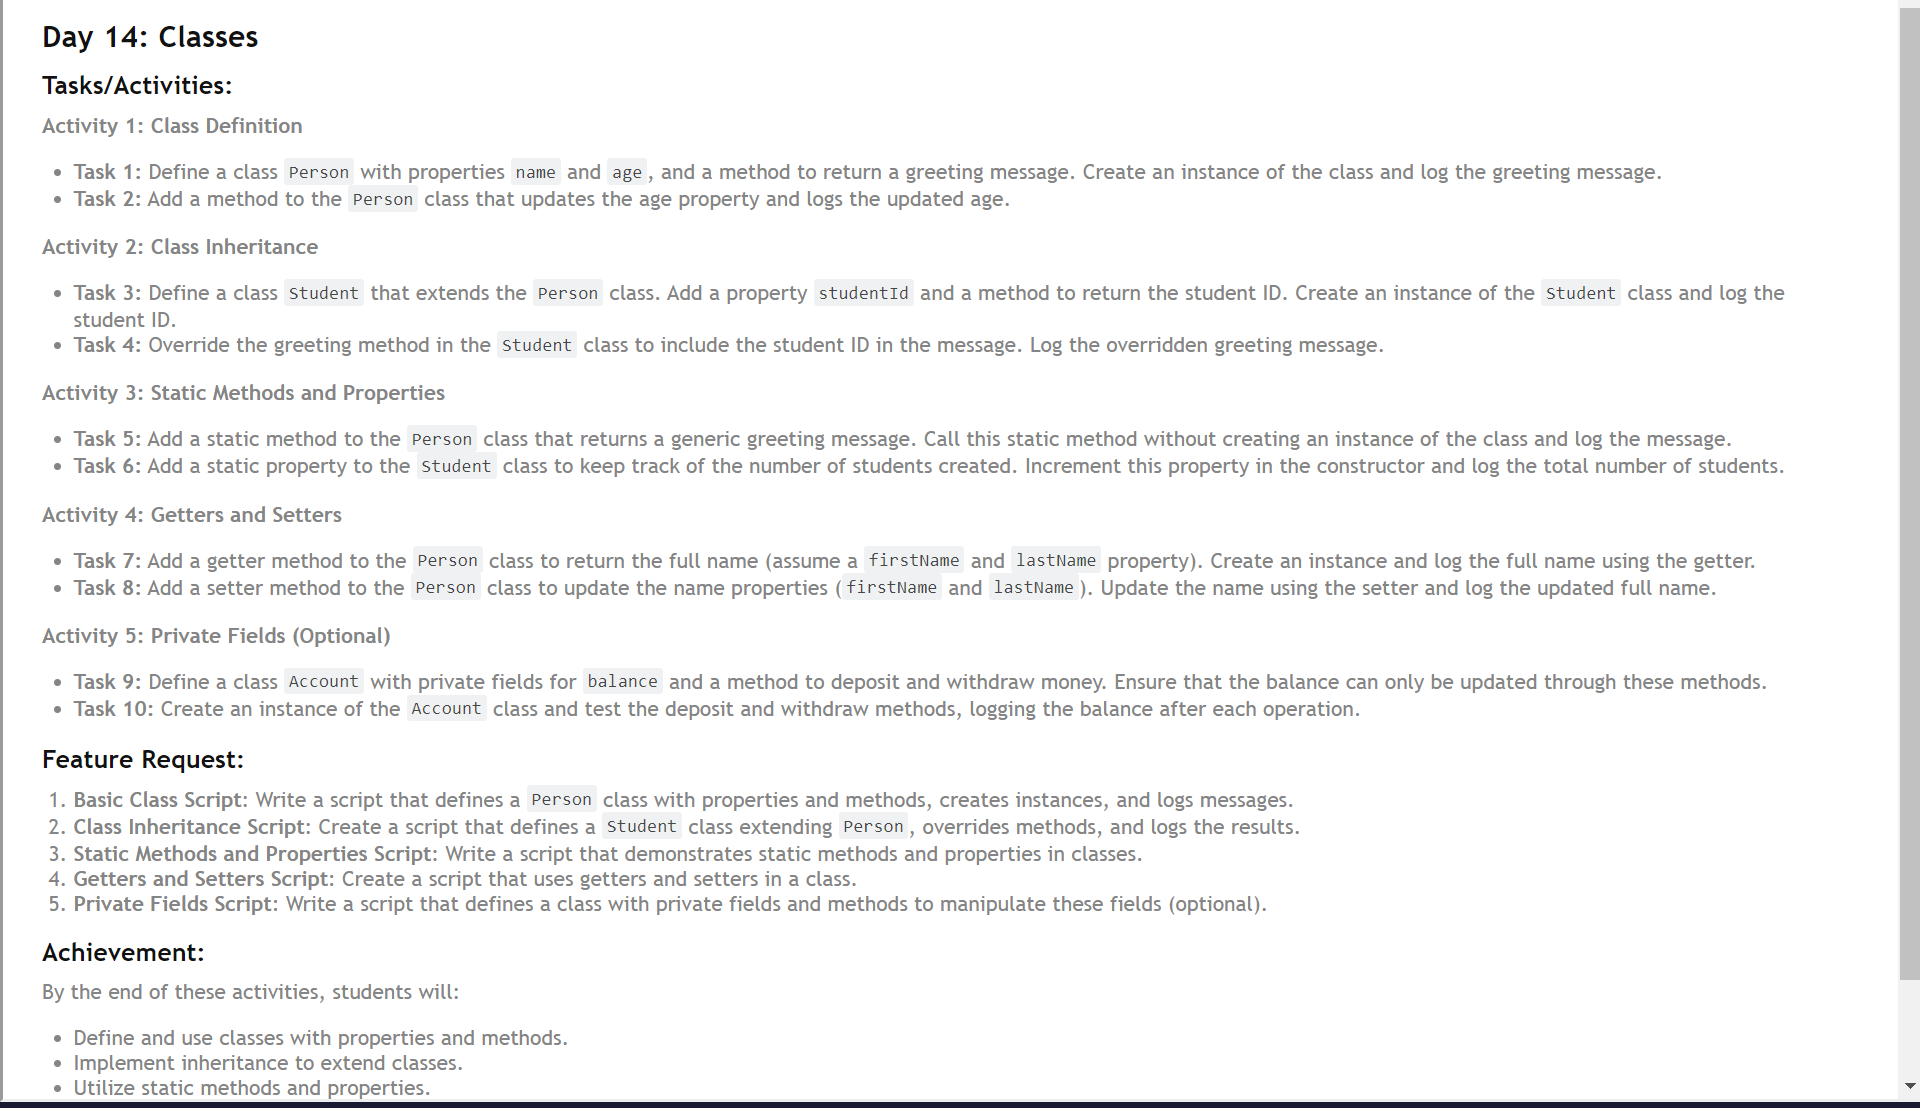 Day 14: Classes
Tasks/Activities:
Activity 1: Class Definition
• Task 1: Define a class Person with properties name and age, and a method to return a greeting message. Create an instance of the class and log the greeting message.
• Task 2: Add a method to the Person class that updates the age property and logs the updated age.
Activity 2: Class Inheritance
• Task 3: Define a class Student that extends the Person class. Add a property studentId and a method to return the student ID. Create an instance of the Student class and log the
student ID.
• Task 4: Override the greeting method in the Student class to include the student ID in the message. Log the overridden greeting message.
Activity 3: Static Methods and Properties
• Task 5: Add a static method to the Person class that returns a generic greeting message. Call this static method without creating an instance of the class and log the message.
• Task 6: Add a static property to the Student class to keep track of the number of students created. Increment this property in the constructor and log the total number of students.
Activity 4: Getters and Setters
• Task 7: Add a getter method to the Person class to return the full name (assume a firstName and lastName property). Create an instance and log the full name using the getter.
• Task 8: Add a setter method to the Person class to update the name properties (firstName and lastName). Update the name using the setter and log the updated full name.
Activity 5: Private Fields (Optional)
• Task 9: Define a class Account with private fields for balance and a method to deposit and withdraw money. Ensure that the balance can only be updated through these methods.
• Task 10: Create an instance of the Account class and test the deposit and withdraw methods, logging the balance after each operation.
Feature Request:
1. Basic Class Script: Write a script that defines a Person class with properties and methods, creates instances, and logs messages.
2. Class Inheritance Script: Create a script that defines a Student class extending Person, overrides methods, and logs the results.
3. Static Methods and Properties Script: Write a script that demonstrates static methods and properties in classes.
4. Getters and Setters Script: Create a script that uses getters and setters in a class.
5. Private Fields Script: Write a script that defines a class with private fields and methods to manipulate these fields (optional).
Achievement:
By the end of these activities, students will:
• Define and use classes with properties and methods.
• Implement inheritance to extend classes.
• Utilize static methods and properties.